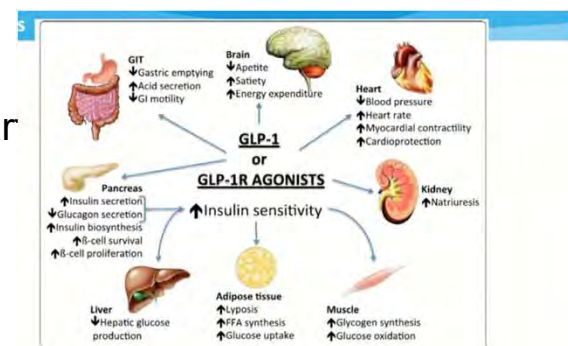 s
r
GIT
↓Gastric emptying
↑Acid secretion
↓GI motility
Brain
↓Apetite
↑Satiety
↑Energy expenditure
Heart
↓Blood pressure
↑Heart rate
↑Myocardial contractility
↑Cardioprotection
GLP-1
or
GLP-1R AGONISTS
Pancreas
↑Insulin secretion
↓Glucagon secretion
↑Insulin biosynthesis
↑ß-cell survival
↑ß-cell proliferation
↑Insulin sensitivity
Kidney
↑Natriuresis
Liver
↓Hepatic glucose
production
Adipose tissue
↑Lyposis
↑FFA synthesis
↑Glucose uptake
Muscle
↑Glycogen synthesis
↑Glucose oxidation